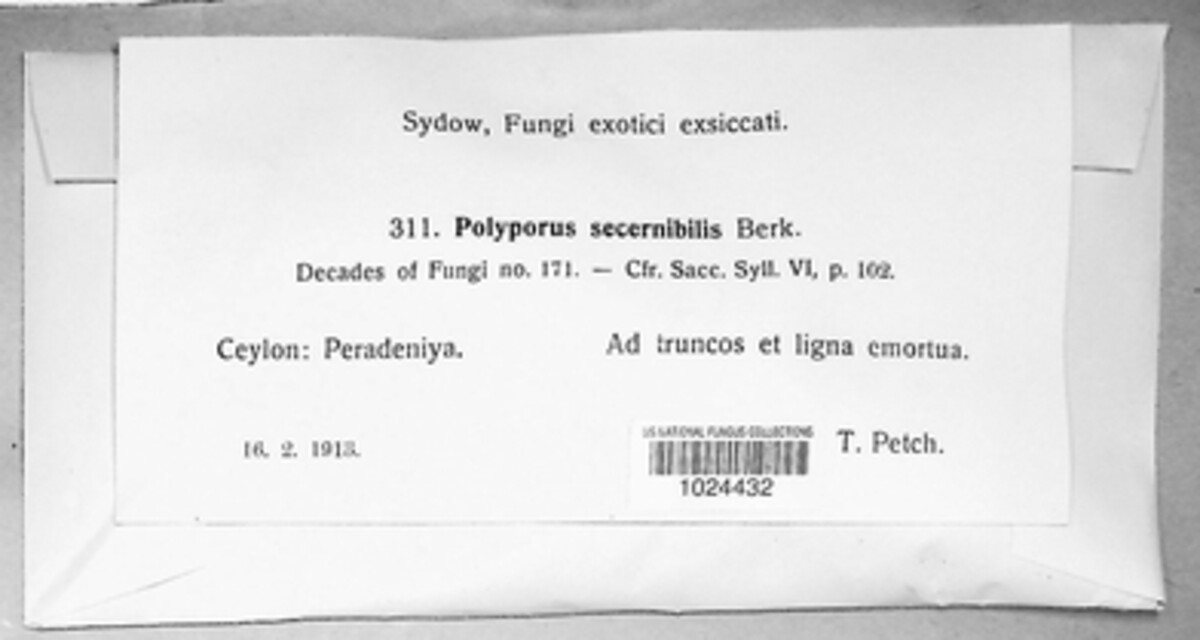 Sydow, Fungi exotici exsiccati.
311. Polyporus secernibilis Berk.
Decades of Fungi no. 171. — Cfr. Sacc. Syll. VI, p. 102.
Ceylon: Peradeniya.
Ad truncos et ligna emortua.
16. 2. 1913.
US NATIONAL FUNGUS COLLECTIONS
1024432
T. Petch.